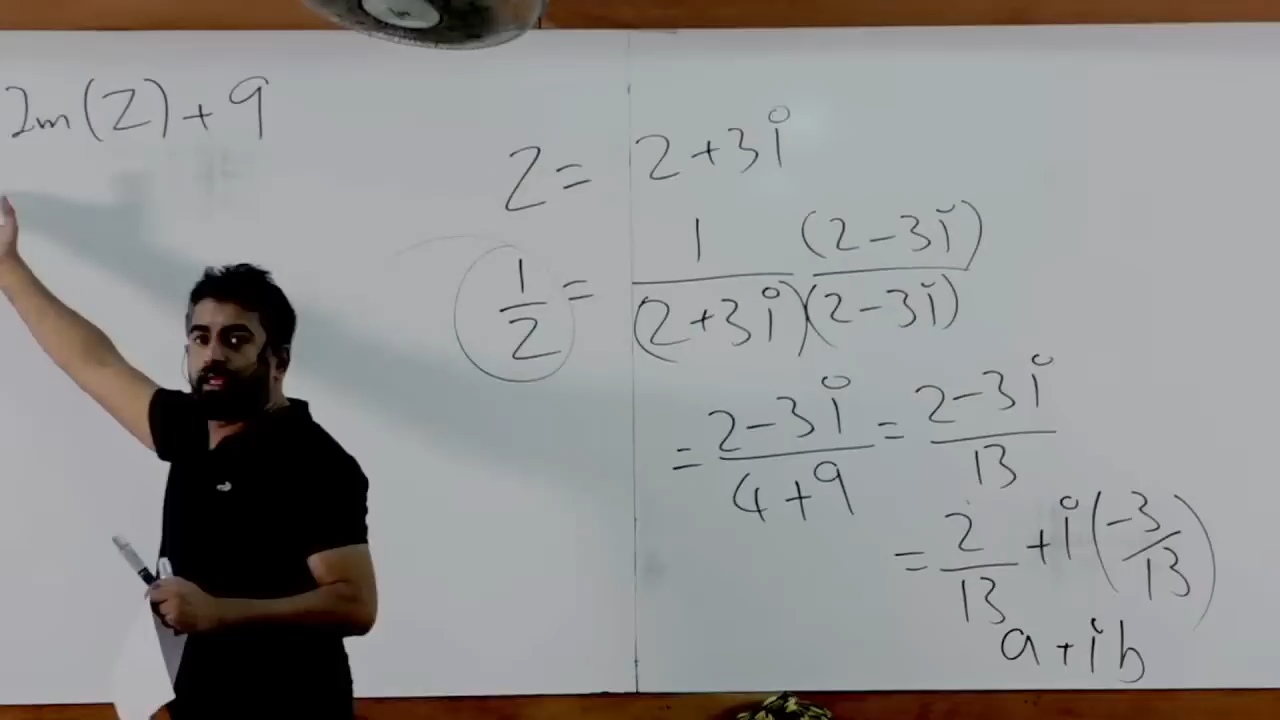 Im(Z) + 9
Z = 2+3i
1/Z = 1/(2+3i) (2-3i)/(2-3i)
= 2-3i/4+9 = 2-3i/13
= 2/13 + i(-3/13)
a+ib